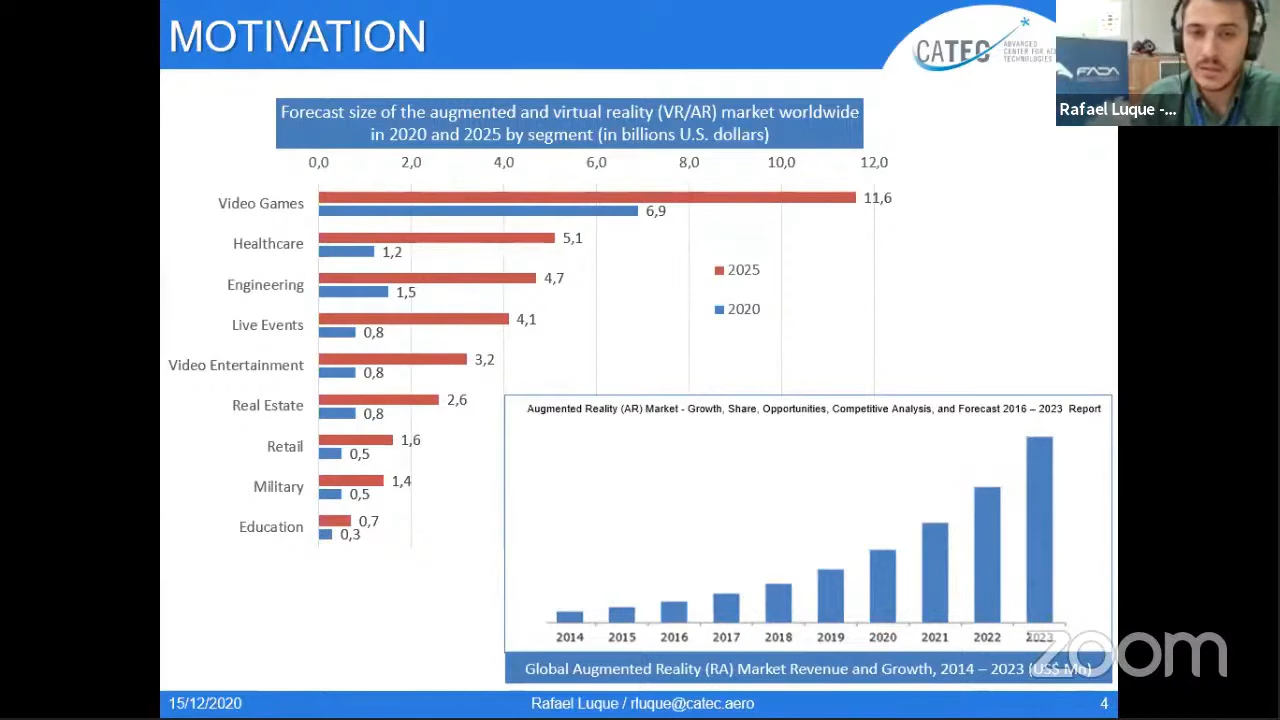 MOTIVATION
CATEC
ADVANCED
CENTER FOR
TECHNOLOGIES
FADA
Rafael Luque -...
Forecast size of the augmented and virtual reality (VR/AR) market worldwide
in 2020 and 2025 by segment (in billions U.S. dollars)
0,0 2,0 4,0 6,0 8,0 10,0 12,0
Video Games 11,6
6,9
Healthcare 5,1
1,2
Engineering 4,7
1,5
2025
Live Events 4,1
0,8
2020
Video Entertainment 3,2
0,8
Real Estate 2,6
0,8
Retail 1,6
0,5
Military 1,4
0,5
Education 0,7
0,3
Augmented Reality (AR) Market - Growth, Share, Opportunities, Competitive Analysis, and Forecast 2016 – 2023 Report
2014 2015 2016 2017 2018 2019 2020 2021 2022 2023
Global Augmented Reality (RA) Market Revenue and Growth, 2014 – 2023 (US$ Mn)
zoom
15/12/2020 Rafael Luque / rluque@catec.aero 4